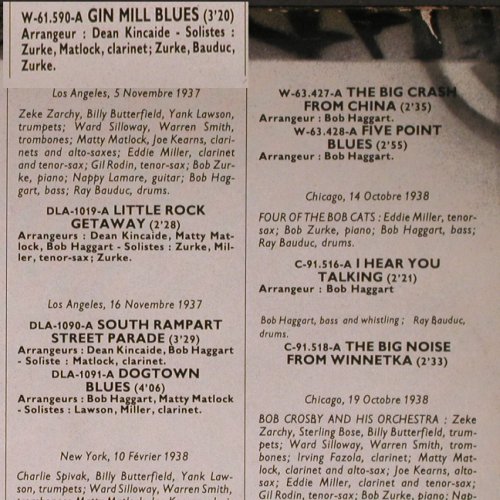 W-61.590-A GIN MILL BLUES (3'20)
Arrangeur : Dean Kincaide - Solistes :
Zurke, Matlock, clarinet; Zurke, Bauduc,
Zurke.
Los Angeles, 5 Novembre 1937
Zeke Zarchy, Billy Butterfield, Yank Lawson,
trumpets; Ward Silloway, Warren Smith,
trombones; Matty Matlock, Joe Kearns, clari-
nets and alto-saxes; Eddie Miller, clarinet
and tenor-sax; Gil Rodin, tenor-sax; Bob Zur-
ke, piano; Nappy Lamare, guitar; Bob Hag-
gart, bass; Ray Bauduc, drums.
DLA-1019-A LITTLE ROCK
GETAWAY (2'28)
Arrangeurs : Dean Kincaide, Matty Mat-
lock, Bob Haggart - Solistes : Zurke, Mil-
ler, tenor-sax; Zurke.
Los Angeles, 16 Novembre 1937
DLA-1090-A SOUTH RAMPART
STREET PARADE (3'29)
Arrangeurs : Dean Kincaide, Bob Haggart
- Soliste : Matlock, clarinet.
DLA-1091-A DOGTOWN
BLUES (4'06)
Arrangeurs : Bob Haggart, Matty Matlock
- Solistes : Lawson, Miller, clarinet.
New York, 10 Février 1938
Charlie Spivak, Billy Butterfield, Yank Law-
son, trumpets; Ward Silloway, Warren Smith,
W-63.427-A THE BIG CRASH
FROM CHINA (2'35)
Arrangeur : Bob Haggart.
W-63.428-A FIVE POINT
BLUES (2'55)
Arrangeur : Bob Haggart.
Chicago, 14 Octobre 1938
FOUR OF THE BOB CATS : Eddie Miller, tenor-
sax; Bob Zurke, piano; Bob Haggart, bass;
Ray Bauduc, drums.
C-91.516-A I HEAR YOU
TALKING (2'21)
Arrangeur : Bob Haggart
Bob Haggart, bass and whistling ; Ray Bauduc,
drums.
C-91.518-A THE BIG NOISE
FROM WINNETKA (2'33)
Chicago, 19 Octobre 1938
BOB CROSBY AND HIS ORCHESTRA : Zeke
Zarchy, Sterling Bose, Billy Butterfield, trum-
pets; Ward Silloway, Warren Smith, trom-
bones; Irving Fazola, clarinet; Matty Mat-
lock, clarinet and alto-sax; Joe Kearns, alto-
sax; Eddie Miller, clarinet and tenor-sax;
Gil Rodin, tenor-sax; Bob Zurke, piano; Nap-